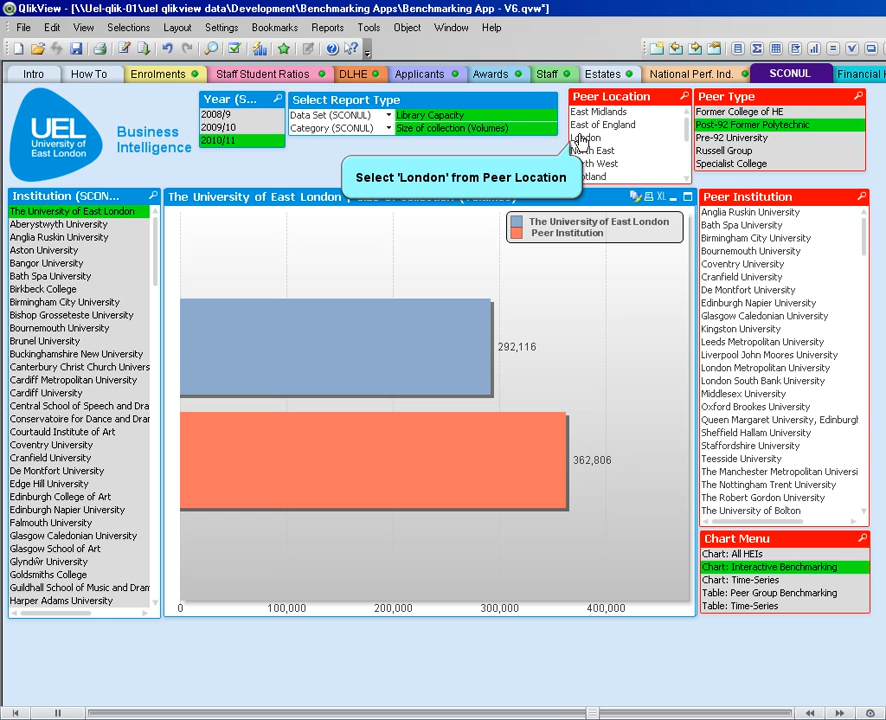 QlikView - [\\Uel-qlik-01\uel qlikview data\Development\Benchmarking Apps\Benchmarking App - V6.qvw*]
File Edit View Selections Layout Settings Bookmarks Reports Tools Object Window Help
Intro How To Enrolments Staff Student Ratios DLHE Applicants Awards Staff Estates National Perf. Ind. SCONUL Financial
UEL
University of
East London
Business
Intelligence
Year (S...
2008/9
2009/10
2010/11
Select Report Type
Data Set (SCONUL) Library Capacity
Category (SCONUL) Size of collection (Volumes)
Peer Location
East Midlands
East of England
London
North East
North West
Scotland
Peer Type
Former College of HE
Post-92 Former Polytechnic
Pre-92 University
Russell Group
Specialist College
Select 'London' from Peer Location
Institution (SCON...
The University of East London
Aberystwyth University
Anglia Ruskin University
Aston University
Bangor University
Bath Spa University
Birkbeck College
Birmingham City University
Bishop Grosseteste University
Bournemouth University
Brunel University
Buckinghamshire New University
Canterbury Christ Church Univers
Cardiff Metropolitan University
Cardiff University
Central School of Speech and Dra
Conservatoire for Dance and Drar
Courtauld Institute of Art
Coventry University
Cranfield University
De Montfort University
Edge Hill University
Edinburgh College of Art
Edinburgh Napier University
Falmouth University
Glasgow Caledonian University
Glasgow School of Art
Glyndŵr University
Goldsmiths College
Guildhall School of Music and Dram
Harper Adams University
The University of East London
XL
The University of East London
Peer Institution
292,116
362,806
0 100,000 200,000 300,000 400,000
Peer Institution
Anglia Ruskin University
Bath Spa University
Birmingham City University
Bournemouth University
Coventry University
Cranfield University
De Montfort University
Edinburgh Napier University
Glasgow Caledonian University
Kingston University
Leeds Metropolitan University
Liverpool John Moores University
London Metropolitan University
London South Bank University
Middlesex University
Oxford Brookes University
Queen Margaret University, Edinburgh
Sheffield Hallam University
Staffordshire University
Teesside University
The Manchester Metropolitan Universi
The Nottingham Trent University
The Robert Gordon University
The University of Bolton
Chart Menu
Chart: All HEIs
Chart: Interactive Benchmarking
Chart: Time-Series
Table: Peer Group Benchmarking
Table: Time-Series